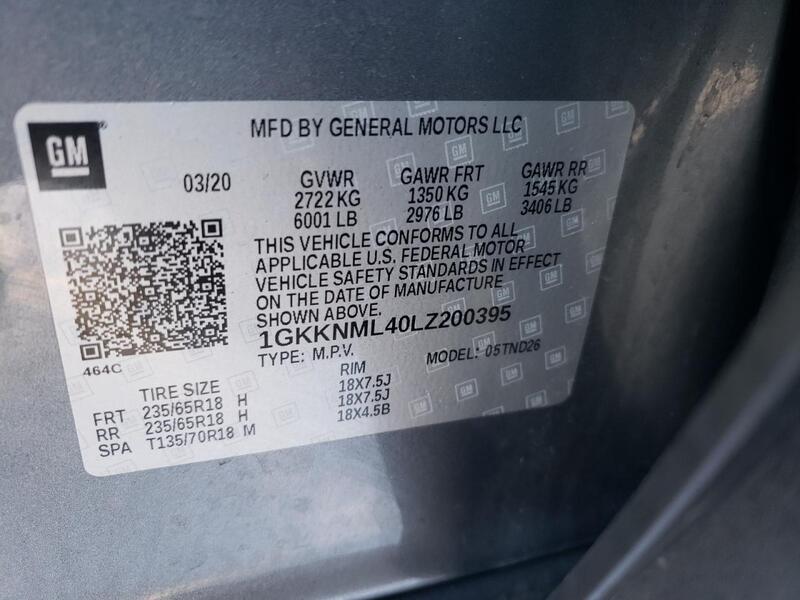 GM
MFD BY GENERAL MOTORS LLC
03/20 GVWR GAWR FRT GAWR RR
2722 KG 1350 KG 1545 KG
6001 LB 2976 LB 3406 LB
THIS VEHICLE CONFORMS TO ALL
APPLICABLE U.S. FEDERAL MOTOR
VEHICLE SAFETY STANDARDS IN EFFECT
ON THE DATE OF MANUFACTURE
SHOWN ABOVE.
1GKKNML40LZ200395
TYPE: M.P.V. MODEL: 05TND26
464C
TIRE SIZE RIM
FRT 235/65R18 H 18X7.5J
RR 235/65R18 H 18X7.5J
SPA T135/70R18 M 18X4.5B